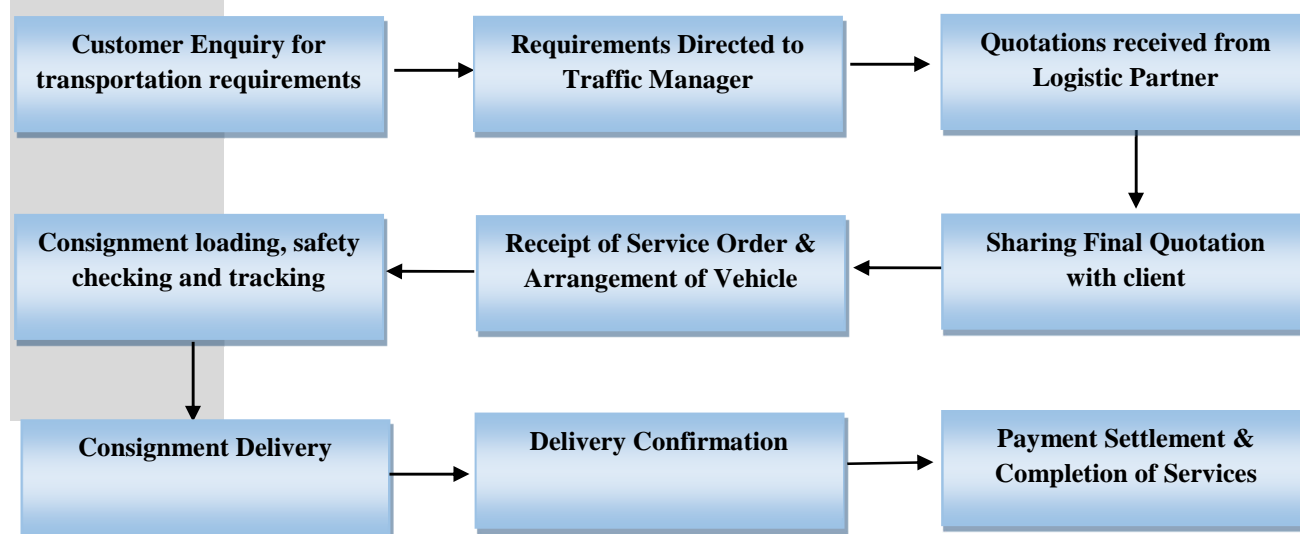 Customer Enquiry for
transportation requirements
Requirements Directed to
Traffic Manager
Quotations received from
Logistic Partner
Sharing Final Quotation
with client
Receipt of Service Order &
Arrangement of Vehicle
Consignment loading, safety
checking and tracking
Consignment Delivery
Delivery Confirmation
Payment Settlement &
Completion of Services